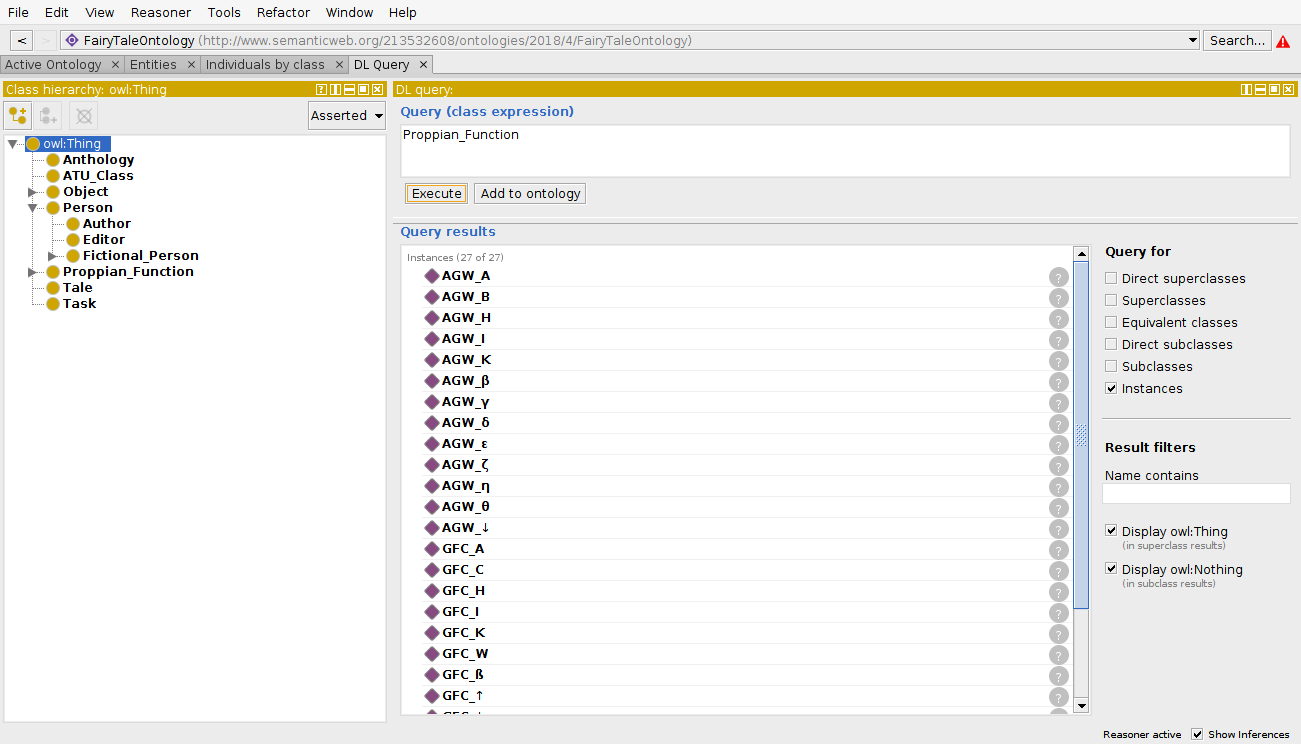 File Edit View Reasoner Tools Refactor Window Help
< > FairyTaleOntology (http://www.semanticweb.org/213532608/ontologies/2018/4/FairyTaleOntology) Search...
Active Ontology × Entities × Individuals by class × DL Query ×
Class hierarchy: owl:Thing
Asserted
owl:Thing
Anthology
ATU_Class
Object
Person
Author
Editor
Fictional_Person
Proppian_Function
Tale
Task
DL query:
Query (class expression)
Proppian_Function
Execute Add to ontology
Query results
Instances (27 of 27)
AGW_A ?
AGW_B ?
AGW_H ?
AGW_I ?
AGW_K ?
AGW_β ?
AGW_γ ?
AGW_δ ?
AGW_ε ?
AGW_ζ ?
AGW_η ?
AGW_θ ?
AGW_↓ ?
GFC_A ?
GFC_C ?
GFC_H ?
GFC_I ?
GFC_K ?
GFC_W ?
GFC_ß ?
GFC_↑ ?
Query for
Direct superclasses
Superclasses
Equivalent classes
Direct subclasses
Subclasses
Instances
Result filters
Name contains
Display owl:Thing
(in superclass results)
Display owl:Nothing
(in subclass results)
Reasoner active Show Inferences